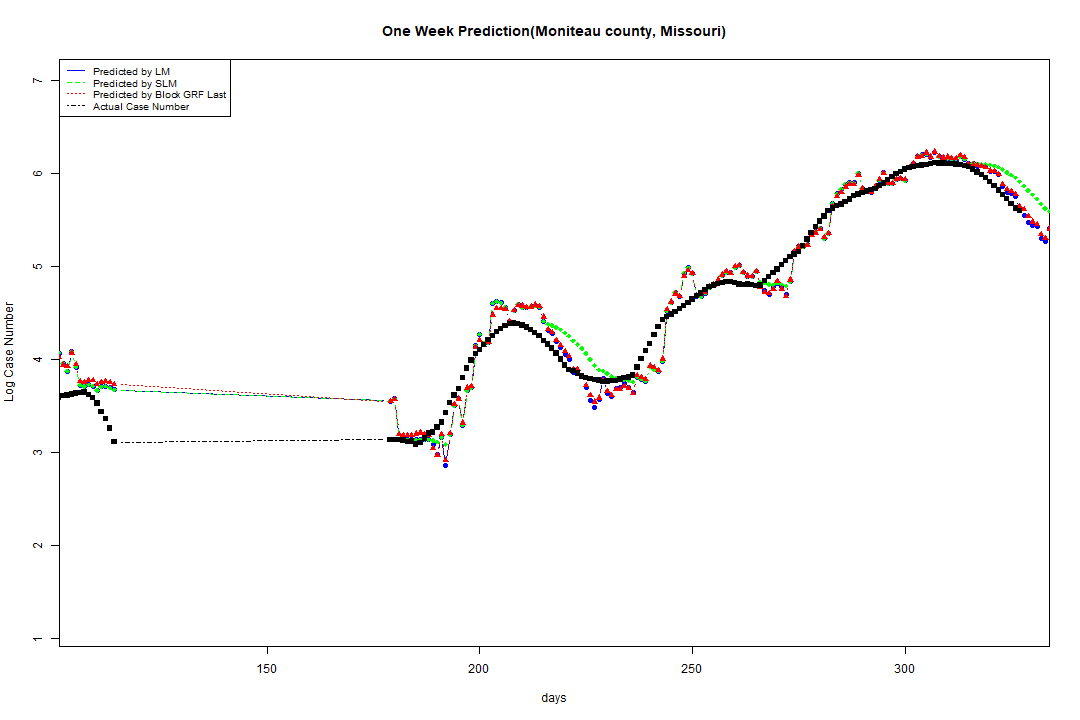 One Week Prediction(Moniteau county, Missouri)
Predicted by LM
Predicted by SLM
Predicted by Block GRF Last
Actual Case Number
7
6
5
4
3
2
1
Log Case Number
150 200 250 300
days